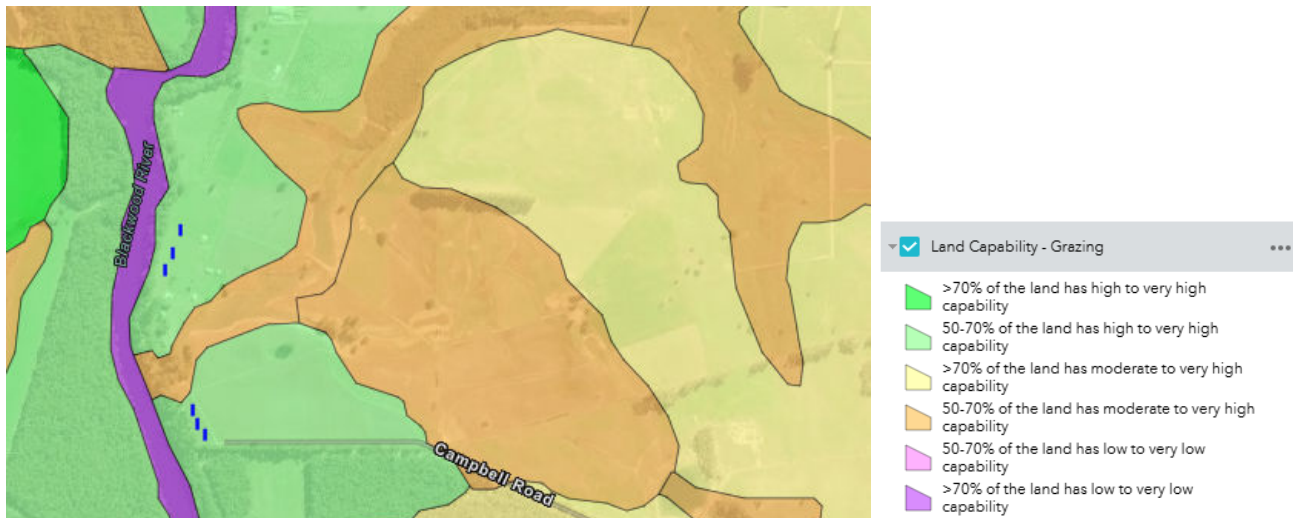 Blackwood River
Campbell Road
Land Capability - Grazing
>70% of the land has high to very high
capability
50-70% of the land has high to very high
capability
>70% of the land has moderate to very high
capability
50-70% of the land has moderate to very high
capability
50-70% of the land has low to very low
capability
>70% of the land has low to very low
capability